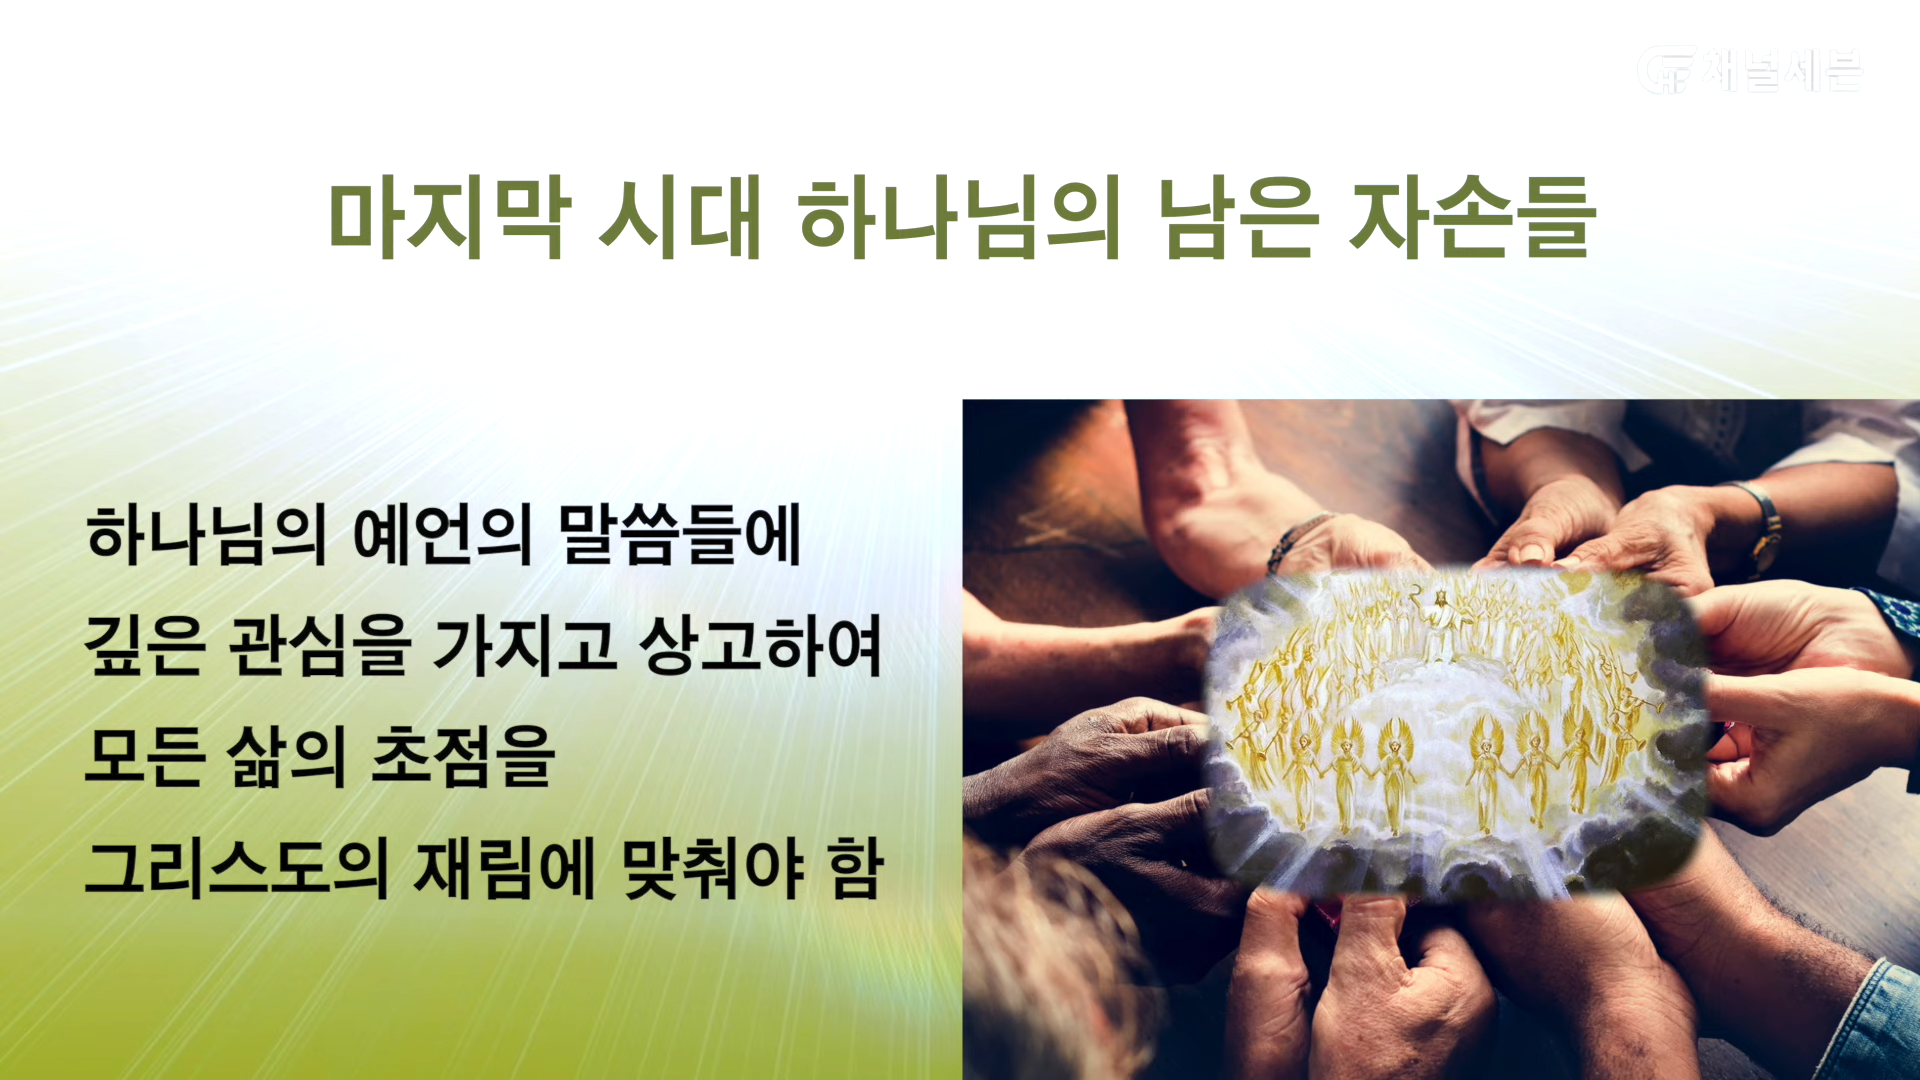 채널세븐
마지막 시대 하나님의 남은 자손들
하나님의 예언의 말씀들에
깊은 관심을 가지고 상고하여
모든 삶의 초점을
그리스도의 재림에 맞춰야 함